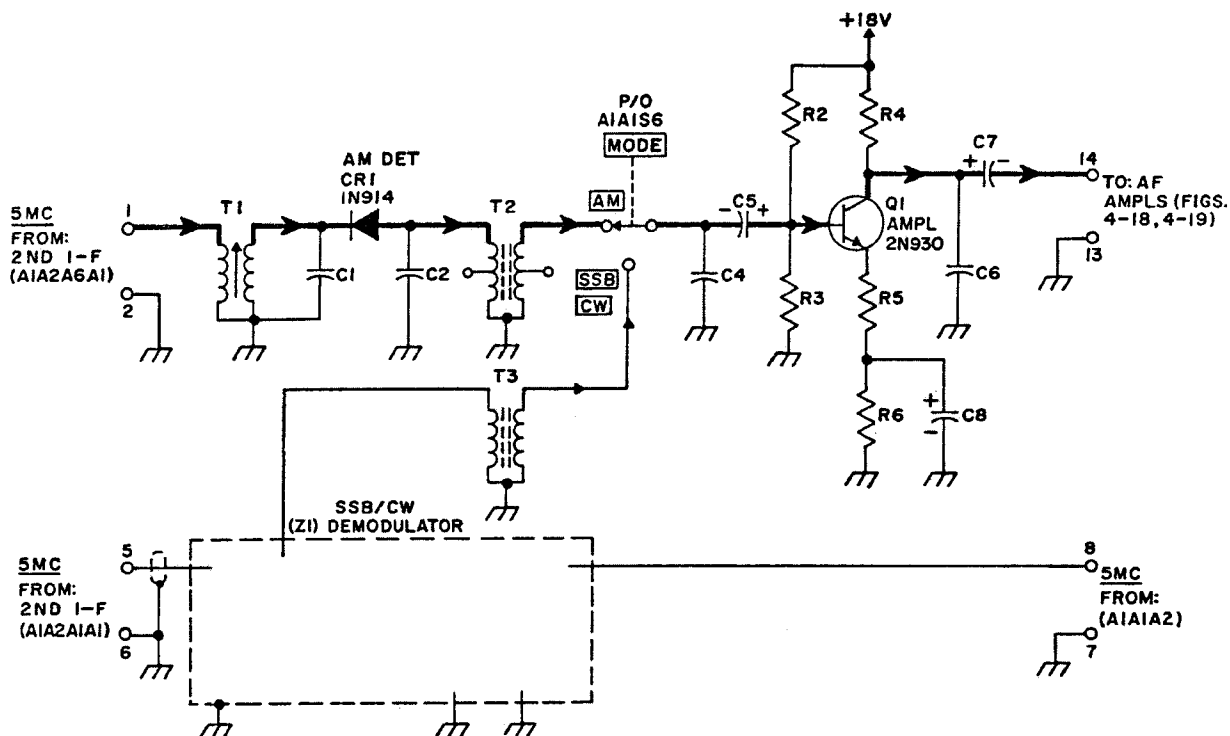 +18V
P/O
A1A1S6
MODE
R2
R4
C7
+
-
14
AM DET
CR1
1N914
5MC
FROM:
2ND I-F
(A1A2A6A1)
1
T1
T2
AM
-
C5
+
Q1
AMPL
2N930
TO: AF
AMPLS (FIGS.
4-18, 4-19)
13
2
C1
C2
SSB
CW
C4
R3
R5
C6
T3
R6
+
-
C8
SSB/CW
(Z1) DEMODULATOR
5MC
FROM:
2ND I-F
(A1A2A1A1)
5
6
8
5MC
FROM:
(A1A1A2)
7